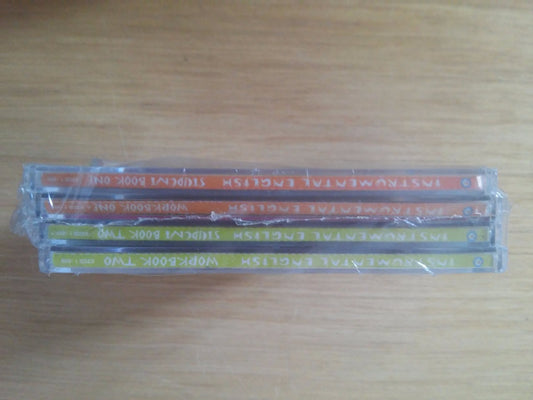 INSTRUMENTAL ENGLISH STUDENT BOOK ONE
INSTRUMENTAL ENGLISH WORKBOOK ONE
INSTRUMENTAL ENGLISH STUDENT BOOK TWO
INSTRUMENTAL ENGLISH WORKBOOK TWO